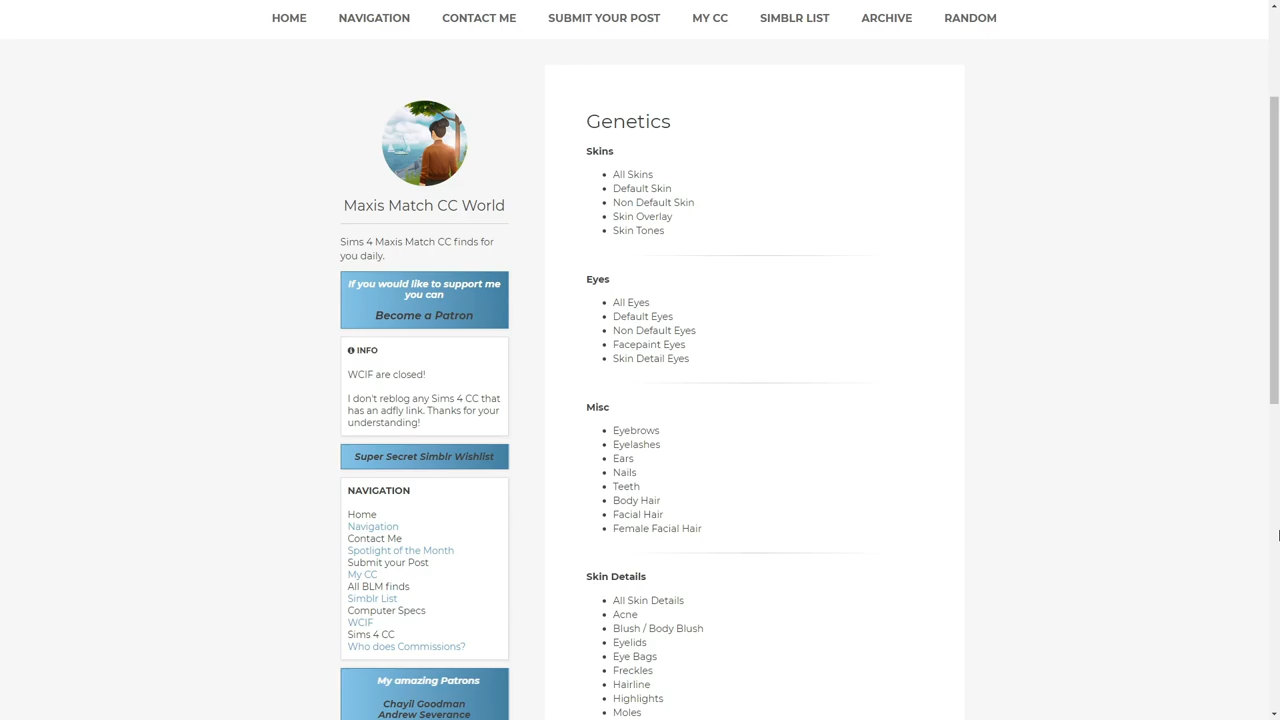 HOME NAVIGATION CONTACT ME SUBMIT YOUR POST MY CC SIMBLR LIST ARCHIVE RANDOM
Maxis Match CC World
Sims 4 Maxis Match CC finds for
you daily.
If you would like to support me
you can
Become a Patron
INFO
WCIF are closed!
I don't reblog any Sims 4 CC that
has an adfly link. Thanks for your
understanding!
Super Secret Simblr Wishlist
NAVIGATION
Home
Navigation
Contact Me
Spotlight of the Month
Submit your Post
My CC
All BLM finds
Simblr List
Computer Specs
WCIF
Sims 4 CC
Who does Commissions?
My amazing Patrons
Chayil Goodman
Andrew Severance
Genetics
Skins
All Skins
Default Skin
Non Default Skin
Skin Overlay
Skin Tones
Eyes
All Eyes
Default Eyes
Non Default Eyes
Facepaint Eyes
Skin Detail Eyes
Misc
Eyebrows
Eyelashes
Ears
Nails
Teeth
Body Hair
Facial Hair
Female Facial Hair
Skin Details
All Skin Details
Acne
Blush / Body Blush
Eyelids
Eye Bags
Freckles
Hairline
Highlights
Moles